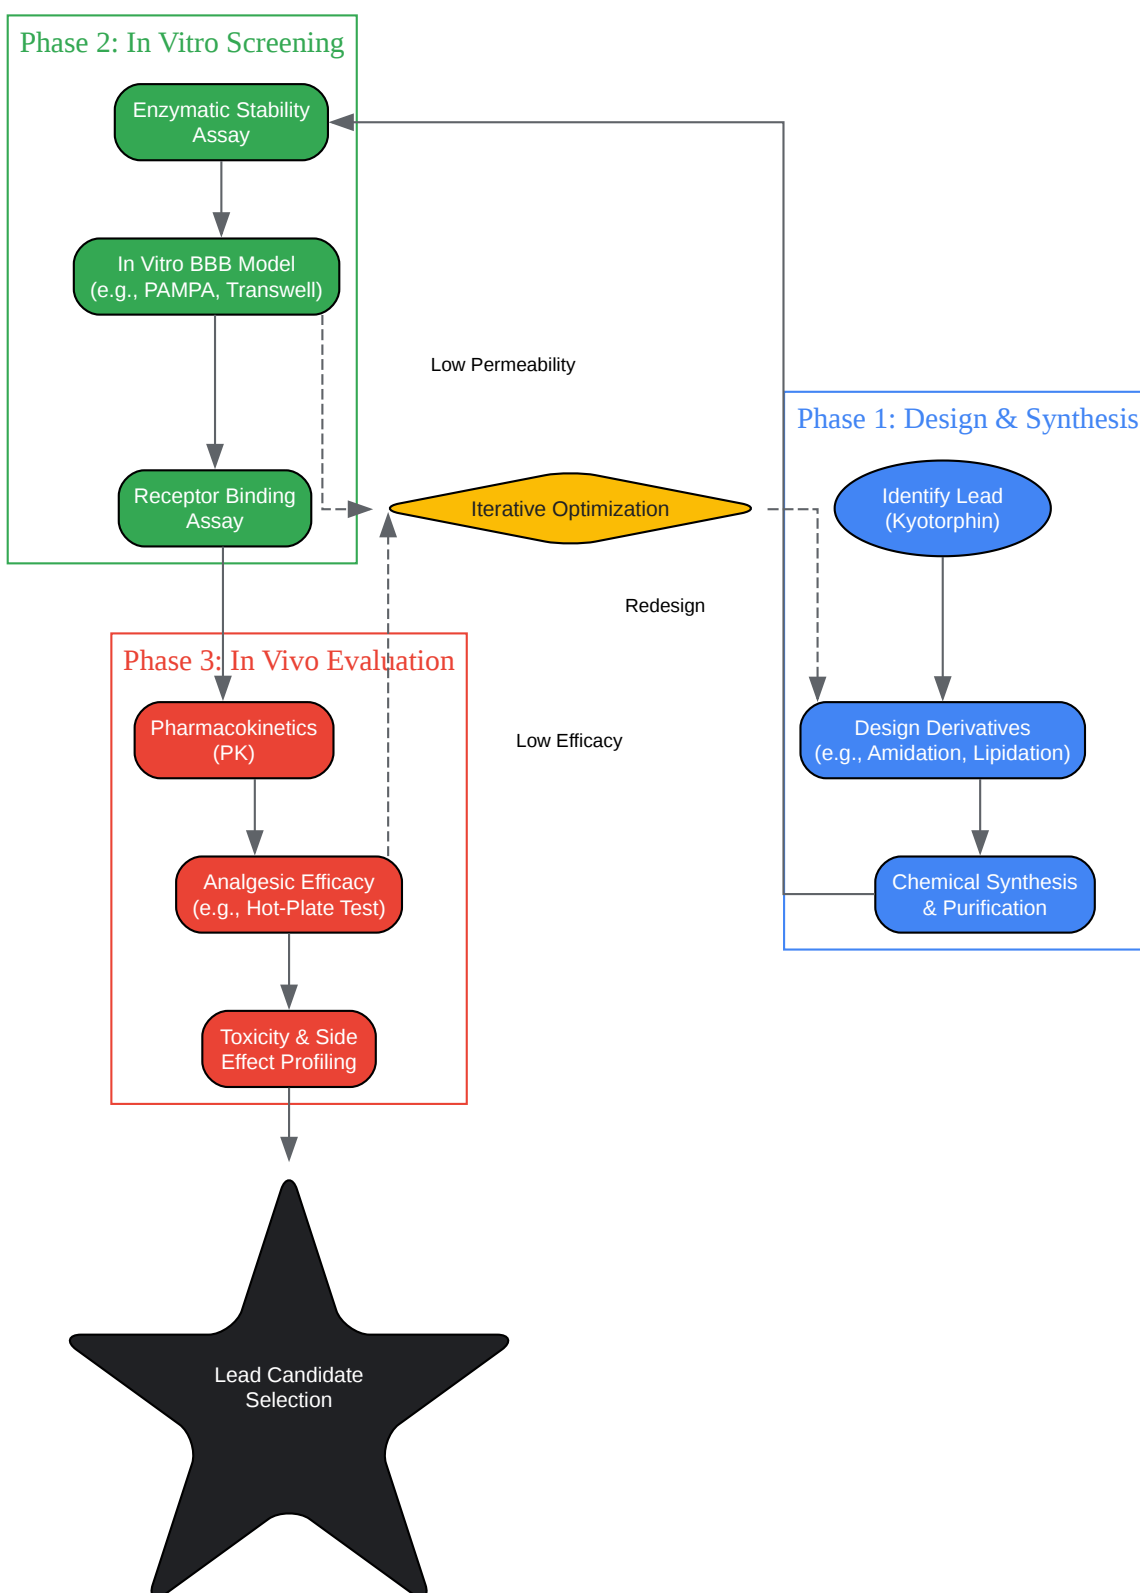 Phase 2: In Vitro Screening
Enzymatic Stability
Assay
In Vitro BBB Model
(e.g., PAMPA, Transwell)
Low Permeability
Phase 1: Design & Synthesis
Receptor Binding
Assay
Iterative Optimization
Identify Lead
(Kyotorphin)
Redesign
Phase 3: In Vivo Evaluation
Pharmacokinetics
(PK)
Low Efficacy
Design Derivatives
(e.g., Amidation, Lipidation)
Analgesic Efficacy
(e.g., Hot-Plate Test)
Chemical Synthesis
& Purification
Toxicity & Side
Effect Profiling
Lead Candidate
Selection